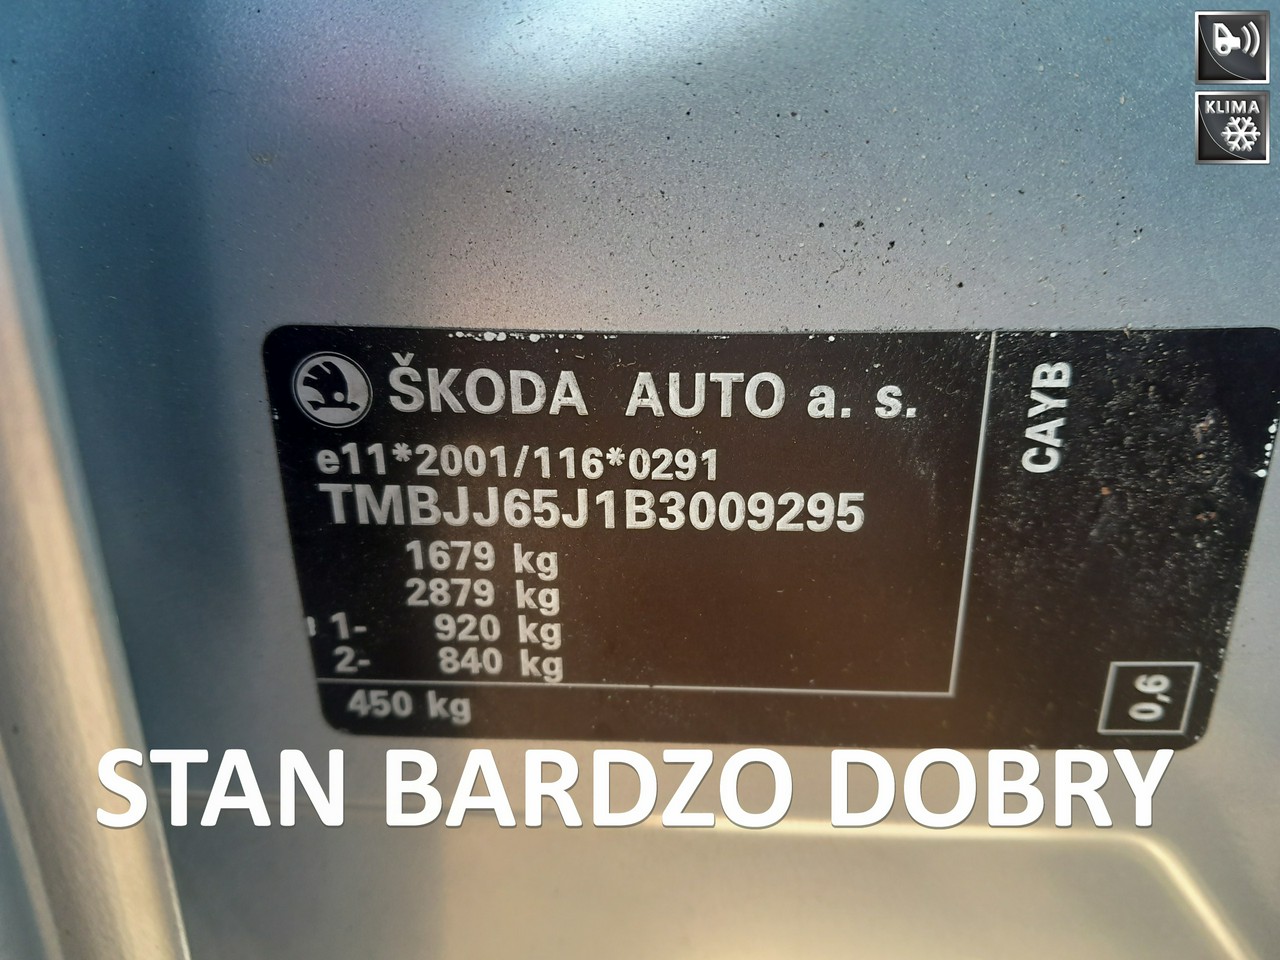 KLIMA
ŠKODA AUTO a. s.
e11*2001/116*0291
TMBJJ65J1B3009295
1679 kg
2879 kg
1- 920 kg
2- 840 kg
450 kg
CAYB
0,6
STAN BARDZO DOBRY